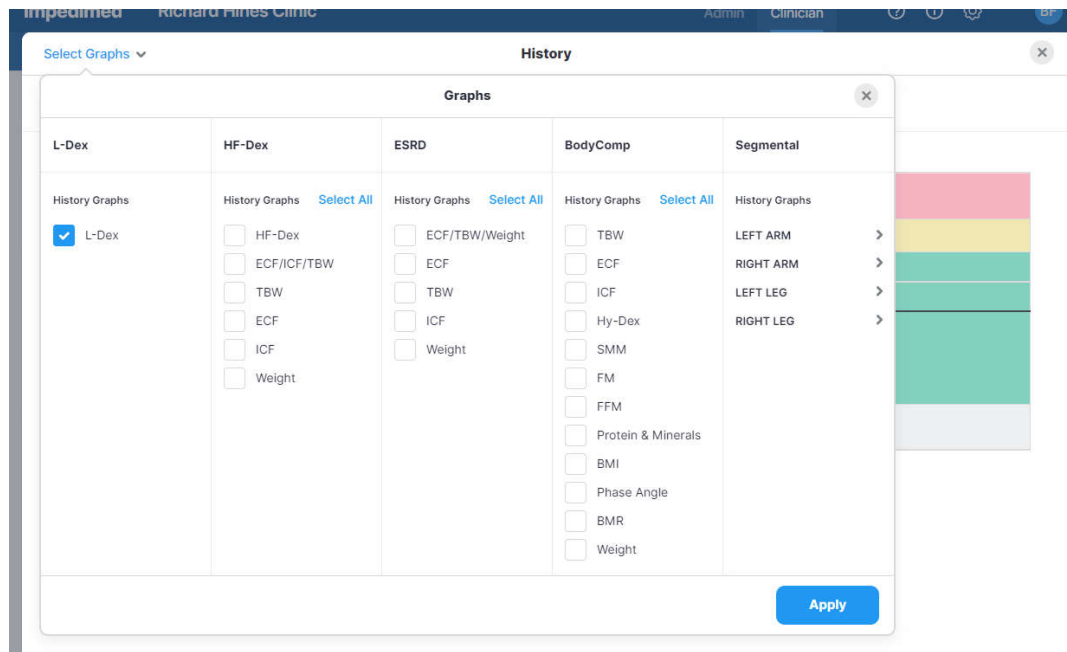 Impedimed Richard Hines Clinic Admin Clinician BF
Select Graphs History
Graphs
L-Dex HF-Dex ESRD BodyComp Segmental
History Graphs History Graphs Select All History Graphs Select All History Graphs Select All History Graphs
L-Dex HF-Dex ECF/TBW/Weight TBW LEFT ARM
ECF/ICF/TBW ECF ECF RIGHT ARM
TBW TBW ICF LEFT LEG
ECF ICF Hy-Dex RIGHT LEG
ICF Weight SMM
Weight FM
FFM
Protein & Minerals
BMI
Phase Angle
BMR
Weight
Apply